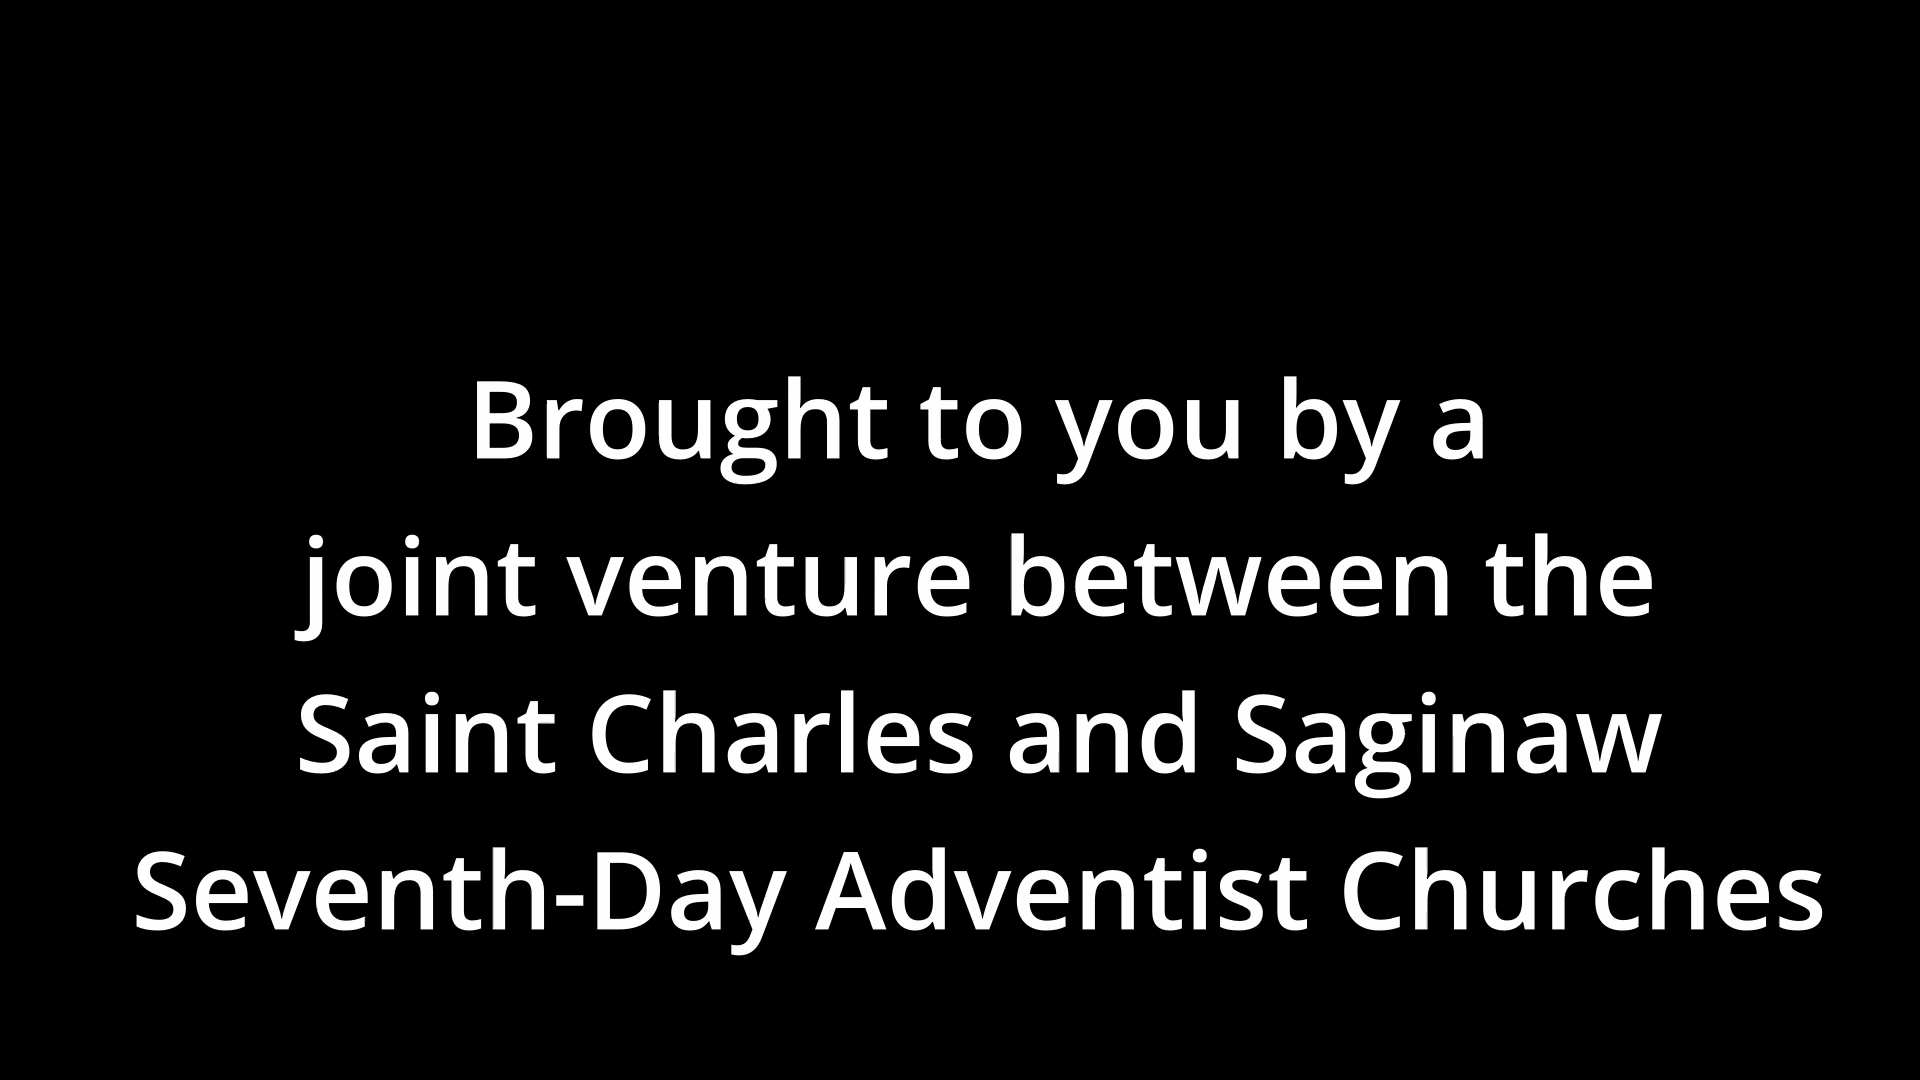 Brought to you by a
joint venture between the
Saint Charles and Saginaw
Seventh-Day Adventist Churches